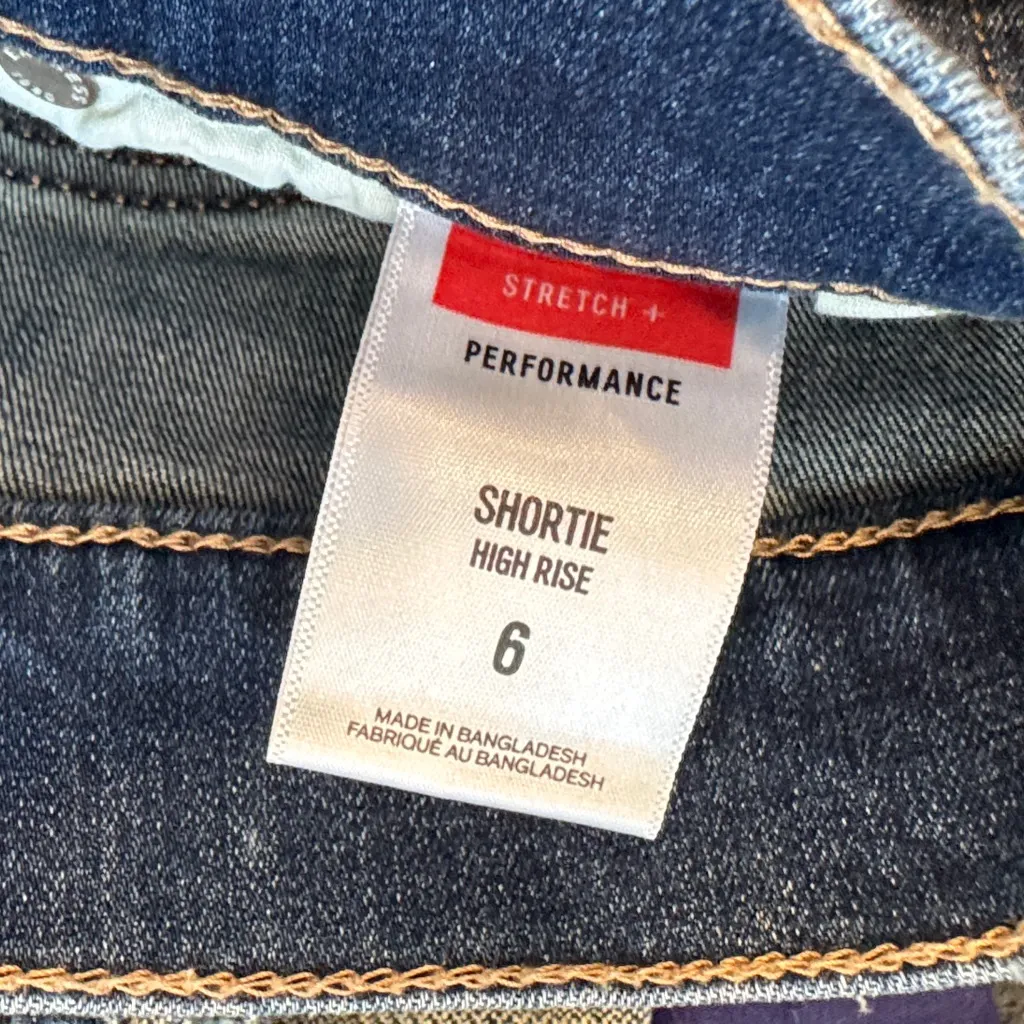 STRETCH +
PERFORMANCE
SHORTIE
HIGH RISE
6
MADE IN BANGLADESH
FABRIQUÉ AU BANGLADESH